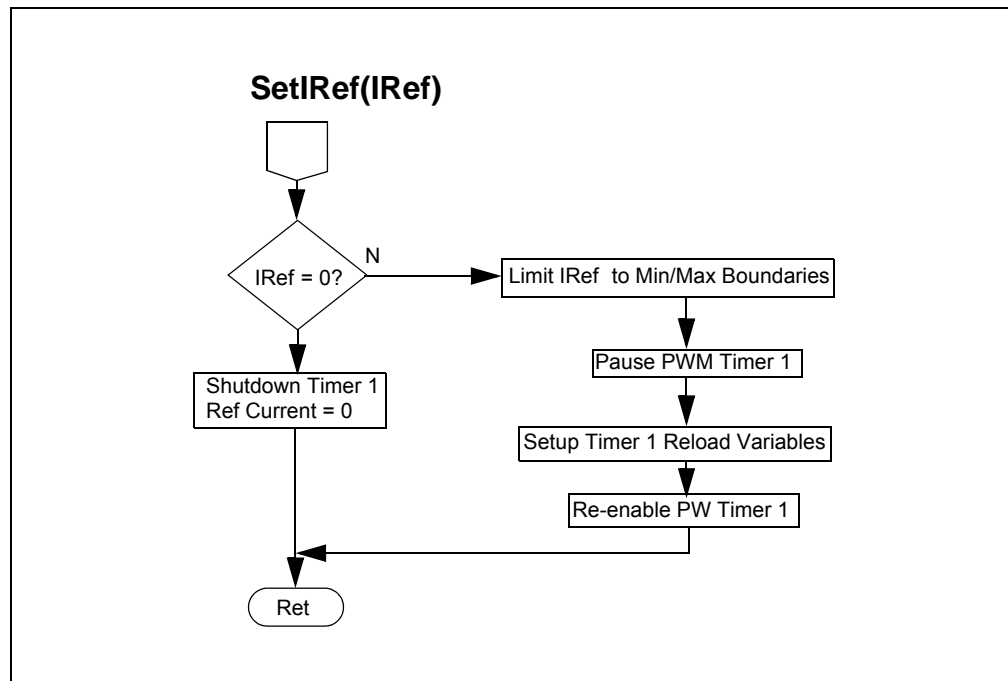 SetIRef(IRef)
N
IRef = 0?
Limit IRef to Min/Max Boundaries
Pause PWM Timer 1
Shutdown Timer 1
Ref Current = 0
Setup Timer 1 Reload Variables
Re-enable PW Timer 1
Ret